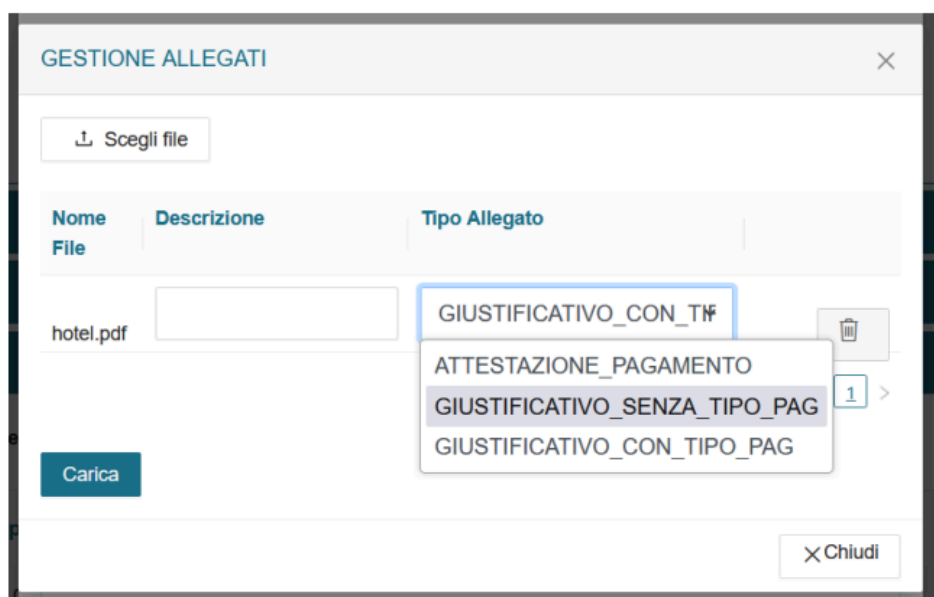 GESTIONE ALLEGATI
Scegli file
Nome File
Descrizione
Tipo Allegato
hotel.pdf
GIUSTIFICATIVO_CON_TI
ATTESTAZIONE_PAGAMENTO
GIUSTIFICATIVO_SENZA_TIPO_PAG
GIUSTIFICATIVO_CON_TIPO_PAG
1
Carica
Chiudi